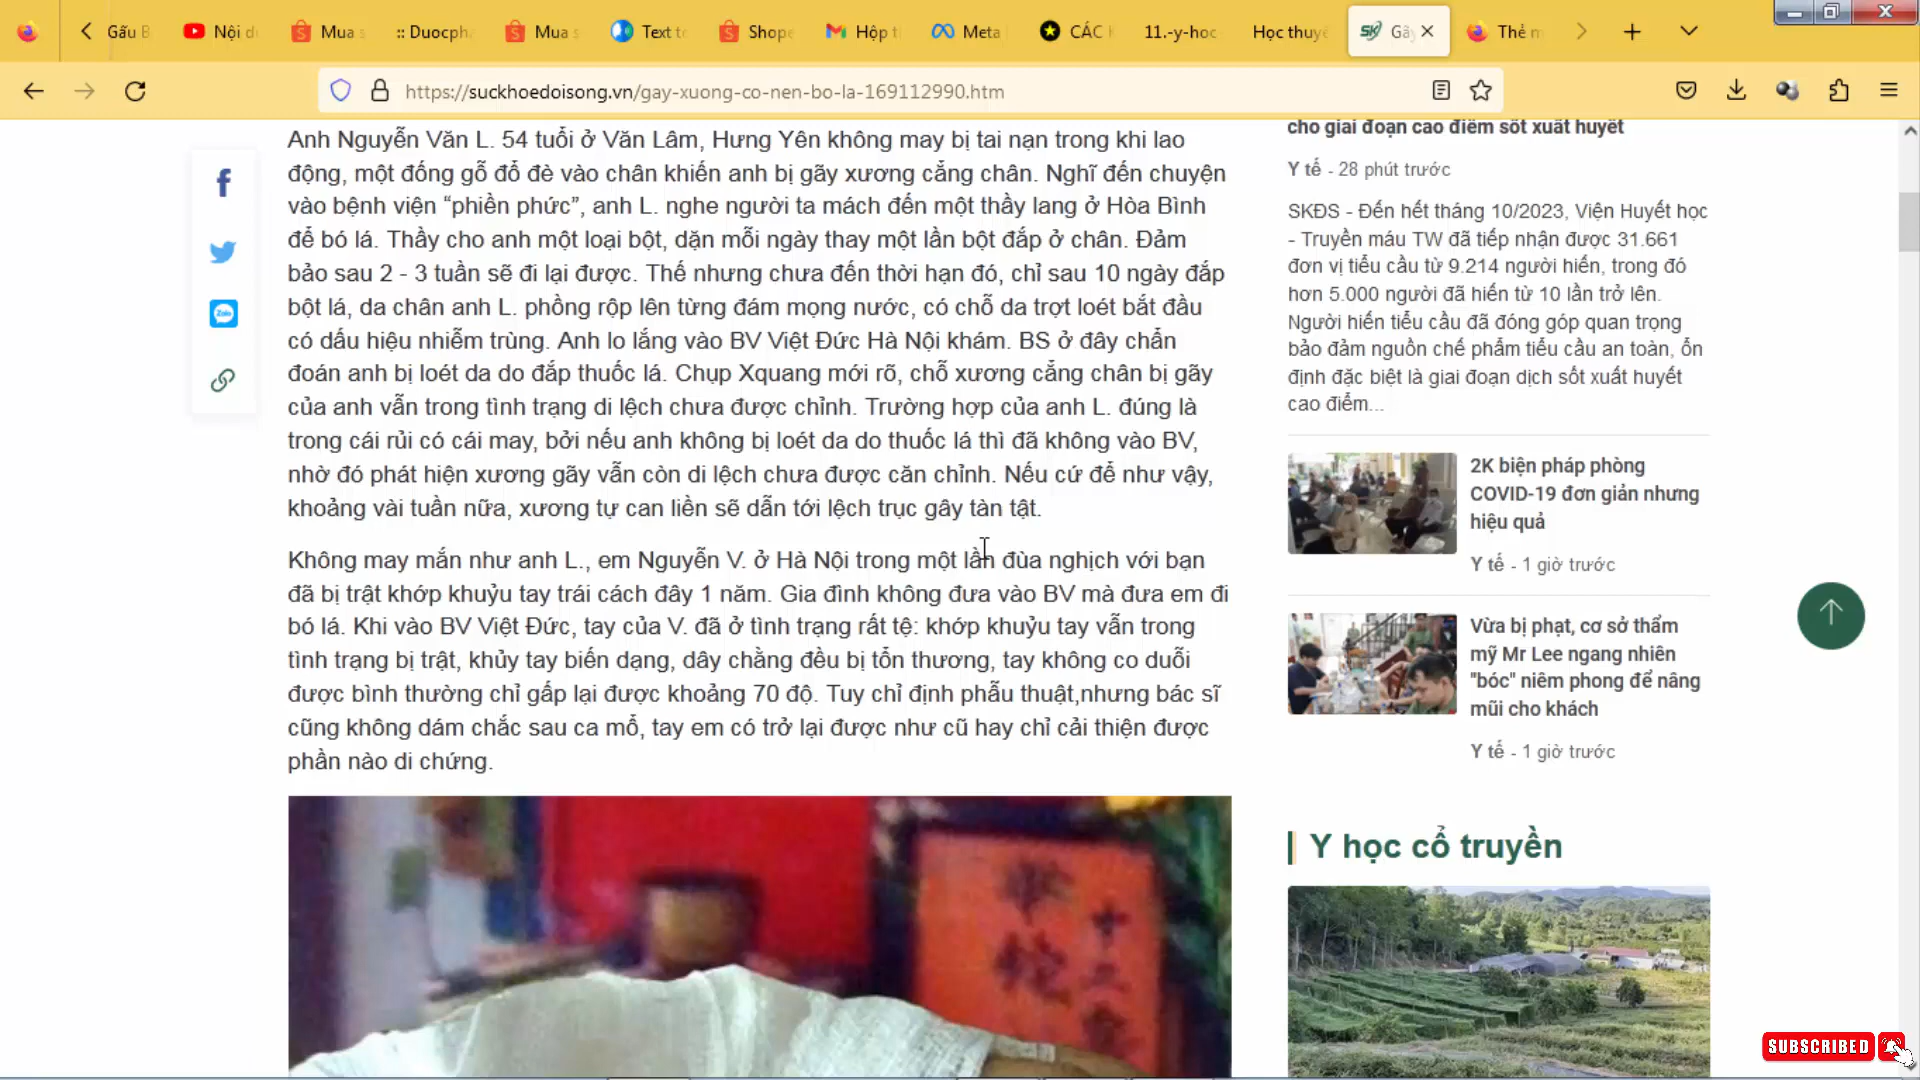 Gấu B
Nội d
Mua s
:: Duocph
Mua s
Text t
Shope
Hộp t
Meta
CÁC
11.-y-hoc
Học thuy
Gãy
Thẻ m
https://suckhoedoisong.vn/gay-xuong-co-nen-bo-la-169112990.htm
Anh Nguyễn Văn L. 54 tuổi ở Văn Lâm, Hưng Yên không may bị tai nạn trong khi lao
động, một đống gỗ đổ đè vào chân khiến anh bị gãy xương cẳng chân. Nghĩ đến chuyện
vào bệnh viện “phiền phức”, anh L. nghe người ta mách đến một thầy lang ở Hòa Bình
để bó lá. Thầy cho anh một loại bột, dặn mỗi ngày thay một lần bột đắp ở chân. Đảm
bảo sau 2 - 3 tuần sẽ đi lại được. Thế nhưng chưa đến thời hạn đó, chỉ sau 10 ngày đắp
bột lá, da chân anh L. phồng rộp lên từng đám mọng nước, có chỗ da trợt loét bắt đầu
có dấu hiệu nhiễm trùng. Anh lo lắng vào BV Việt Đức Hà Nội khám. BS ở đây chẩn
đoán anh bị loét da do đắp thuốc lá. Chụp Xquang mới rõ, chỗ xương cẳng chân bị gãy
của anh vẫn trong tình trạng di lệch chưa được chỉnh. Trường hợp của anh L. đúng là
trong cái rủi có cái may, bởi nếu anh không bị loét da do thuốc lá thì đã không vào BV,
nhờ đó phát hiện xương gãy vẫn còn di lệch chưa được căn chỉnh. Nếu cứ để như vậy,
khoảng vài tuần nữa, xương tự can liền sẽ dẫn tới lệch trục gây tàn tật.
Không may mắn như anh L., em Nguyễn V. ở Hà Nội trong một lần đùa nghịch với bạn
đã bị trật khớp khuỷu tay trái cách đây 1 năm. Gia đình không đưa vào BV mà đưa em đi
bó lá. Khi vào BV Việt Đức, tay của V. đã ở tình trạng rất tệ: khớp khuỷu tay vẫn trong
tình trạng bị trật, khủy tay biến dạng, dây chằng đều bị tổn thương, tay không co duỗi
được bình thường chỉ gấp lại được khoảng 70 độ. Tuy chỉ định phẫu thuật,nhưng bác sĩ
cũng không dám chắc sau ca mổ, tay em có trở lại được như cũ hay chỉ cải thiện được
phần nào di chứng.
cho giai đoạn cao điểm sốt xuất huyết
Y tế - 28 phút trước
SKĐS - Đến hết tháng 10/2023, Viện Huyết học
- Truyền máu TW đã tiếp nhận được 31.661
đơn vị tiểu cầu từ 9.214 người hiến, trong đó
hơn 5.000 người đã hiến từ 10 lần trở lên.
Người hiến tiểu cầu đã đóng góp quan trọng
bảo đảm nguồn chế phẩm tiểu cầu an toàn, ổn
định đặc biệt là giai đoạn dịch sốt xuất huyết
cao điểm...
2K biện pháp phòng
COVID-19 đơn giản nhưng
hiệu quả
Y tế - 1 giờ trước
Vừa bị phạt, cơ sở thẩm
mỹ Mr Lee ngang nhiên
"bóc" niêm phong để nâng
mũi cho khách
Y tế - 1 giờ trước
Y học cổ truyền
Zalo
SUBSCRIBED